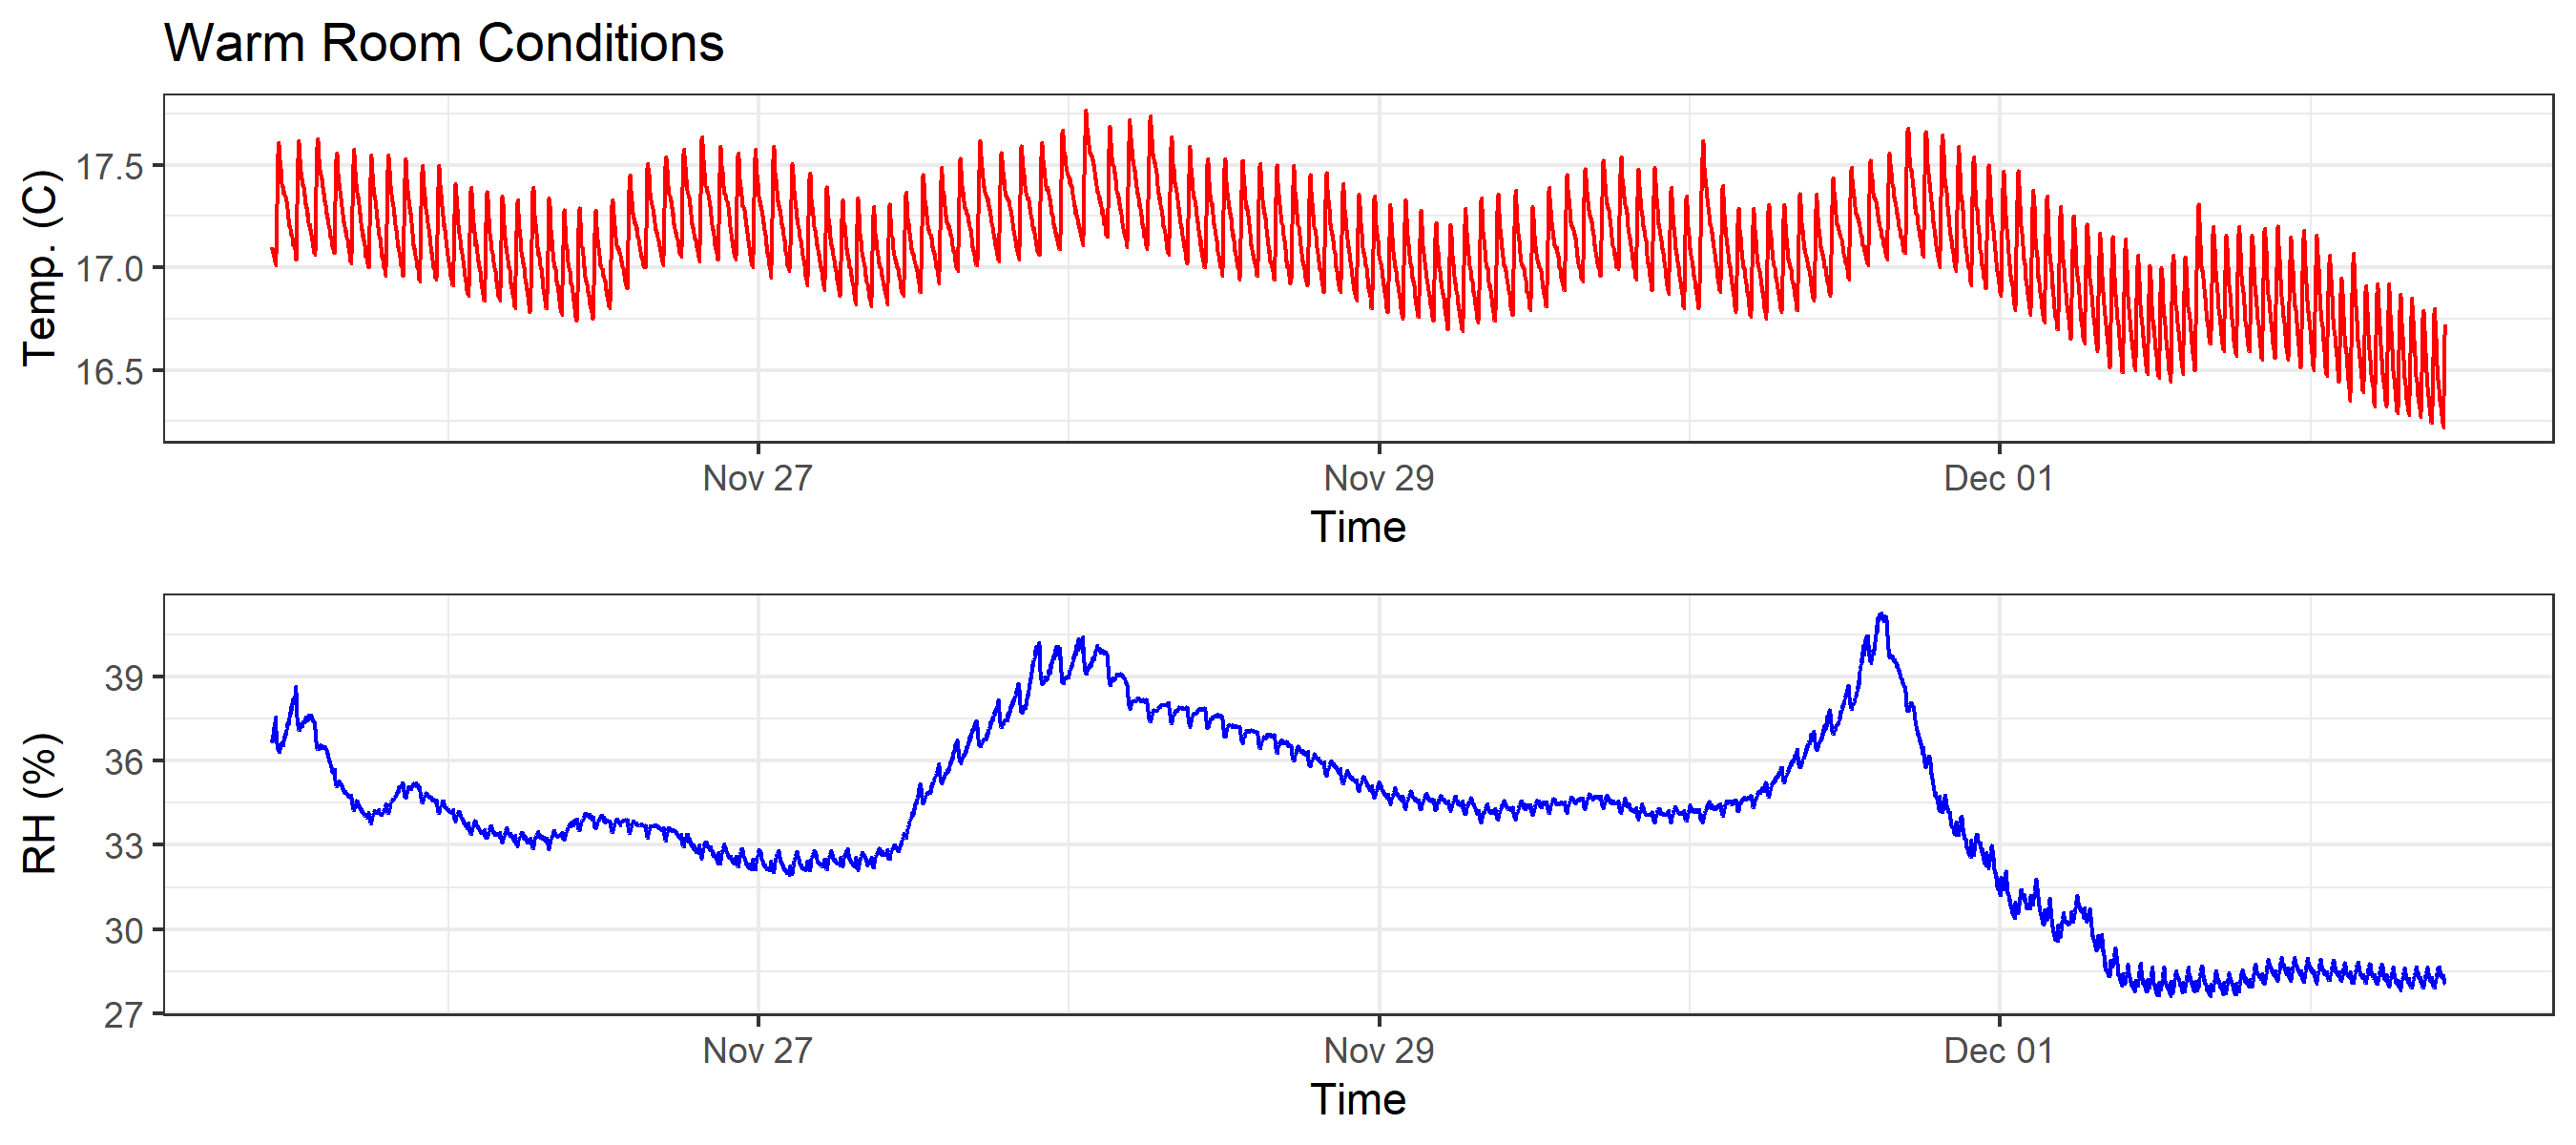 Warm Room Conditions
Temp. (C)
17.5
17.0
16.5
Nov 27 Nov 29 Dec 01
Time
RH (%)
39
36
33
30
27
Nov 27 Nov 29 Dec 01
Time